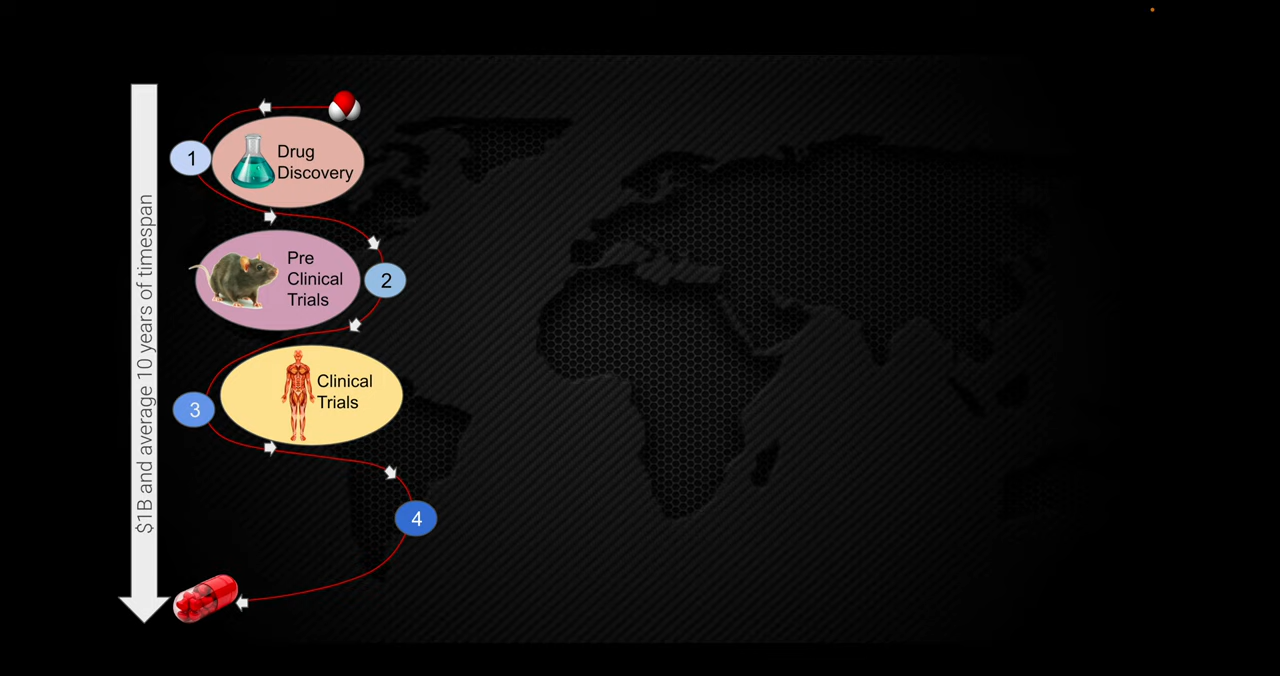 $1B and average 10 years of timespan
1
Drug
Discovery
Pre
Clinical
Trials
2
3
Clinical
Trials
4